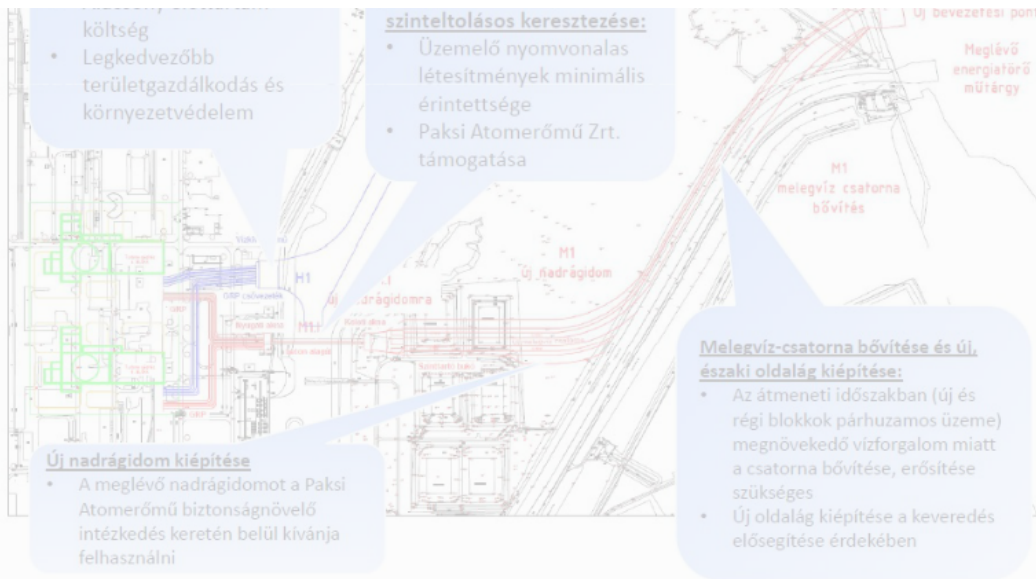 költség
• Legkedvezőbb
területgazdálkodás és
környezetvédelem
szinteltolásos keresztezése:
• Üzemelő nyomvonalas
létesítmények minimális
érintettsége
• Paksi Atomerőmű Zrt.
támogatása
Új bevezetési pont
Meglévő
energiatörő
műtárgy
M1
melegvíz csatorna
bővítés
M1
új nadrágidom
H1
Melegvíz-csatorna bővítése és új,
északi oldalág kiépítése:
• Az átmeneti időszakban (új és
régi blokkok párhuzamos üzeme)
megnövekedő vízforgalom miatt
a csatorna bővítése, erősítése
szükséges
• Új oldalág kiépítése a keveredés
elősegítése érdekében
Új nadrágidom kiépítése
• A meglévő nadrágidomot a Paksi
Atomerőmű biztonságnövelő
intézkedés keretén belül kívánja
felhasználni